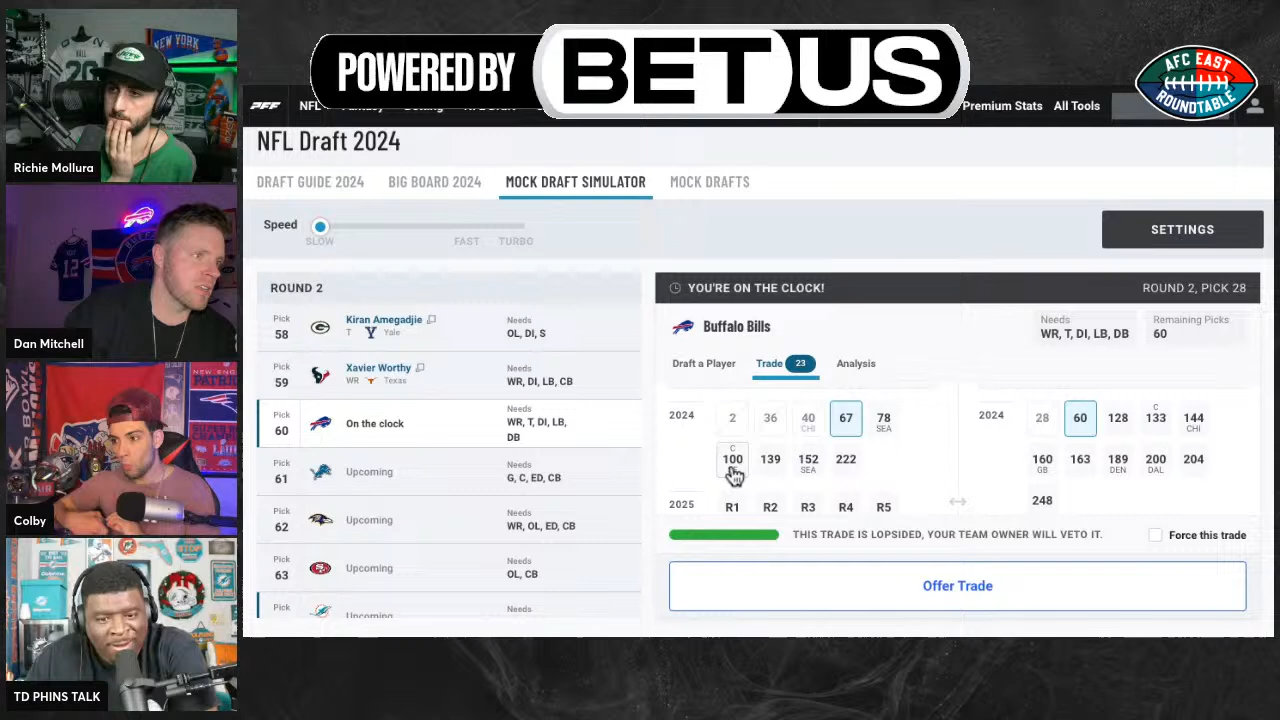 POWERED BY BETUS
AFC EAST
ROUNDTABLE
PFF
NFL
Premium Stats
All Tools
NFL Draft 2024
DRAFT GUIDE 2024
BIG BOARD 2024
MOCK DRAFT SIMULATOR
MOCK DRAFTS
Speed
SLOW
FAST
TURBO
SETTINGS
ROUND 2
Pick
58
Kiran Amegadjie
T
Y
Yale
Needs
OL, DI, S
Pick
59
Xavier Worthy
WR
Texas
Needs
WR, DI, LB, CB
Pick
60
On the clock
Needs
WR, T, DI, LB,
DB
Pick
61
Upcoming
Needs
G, C, ED, CB
Pick
62
Upcoming
Needs
WR, OL, ED, CB
Pick
63
Upcoming
Needs
OL, CB
Pick
Upcoming
Needs
YOU'RE ON THE CLOCK!
ROUND 2, PICK 28
Buffalo Bills
Needs
WR, T, DI, LB, DB
Remaining Picks
60
Draft a Player
Trade 23
Analysis
2024
2
36
40
CHI
67
78
SEA
C
100
139
152
SEA
222
2025
R1
R2
R3
R4
R5
2024
28
60
128
C
133
144
CHI
160
GB
163
189
DEN
200
DAL
204
248
THIS TRADE IS LOPSIDED, YOUR TEAM OWNER WILL VETO IT.
Force this trade
Offer Trade
NEW YORK
Richie Mollura
12
Dan Mitchell
Colby
TD PHINS TALK